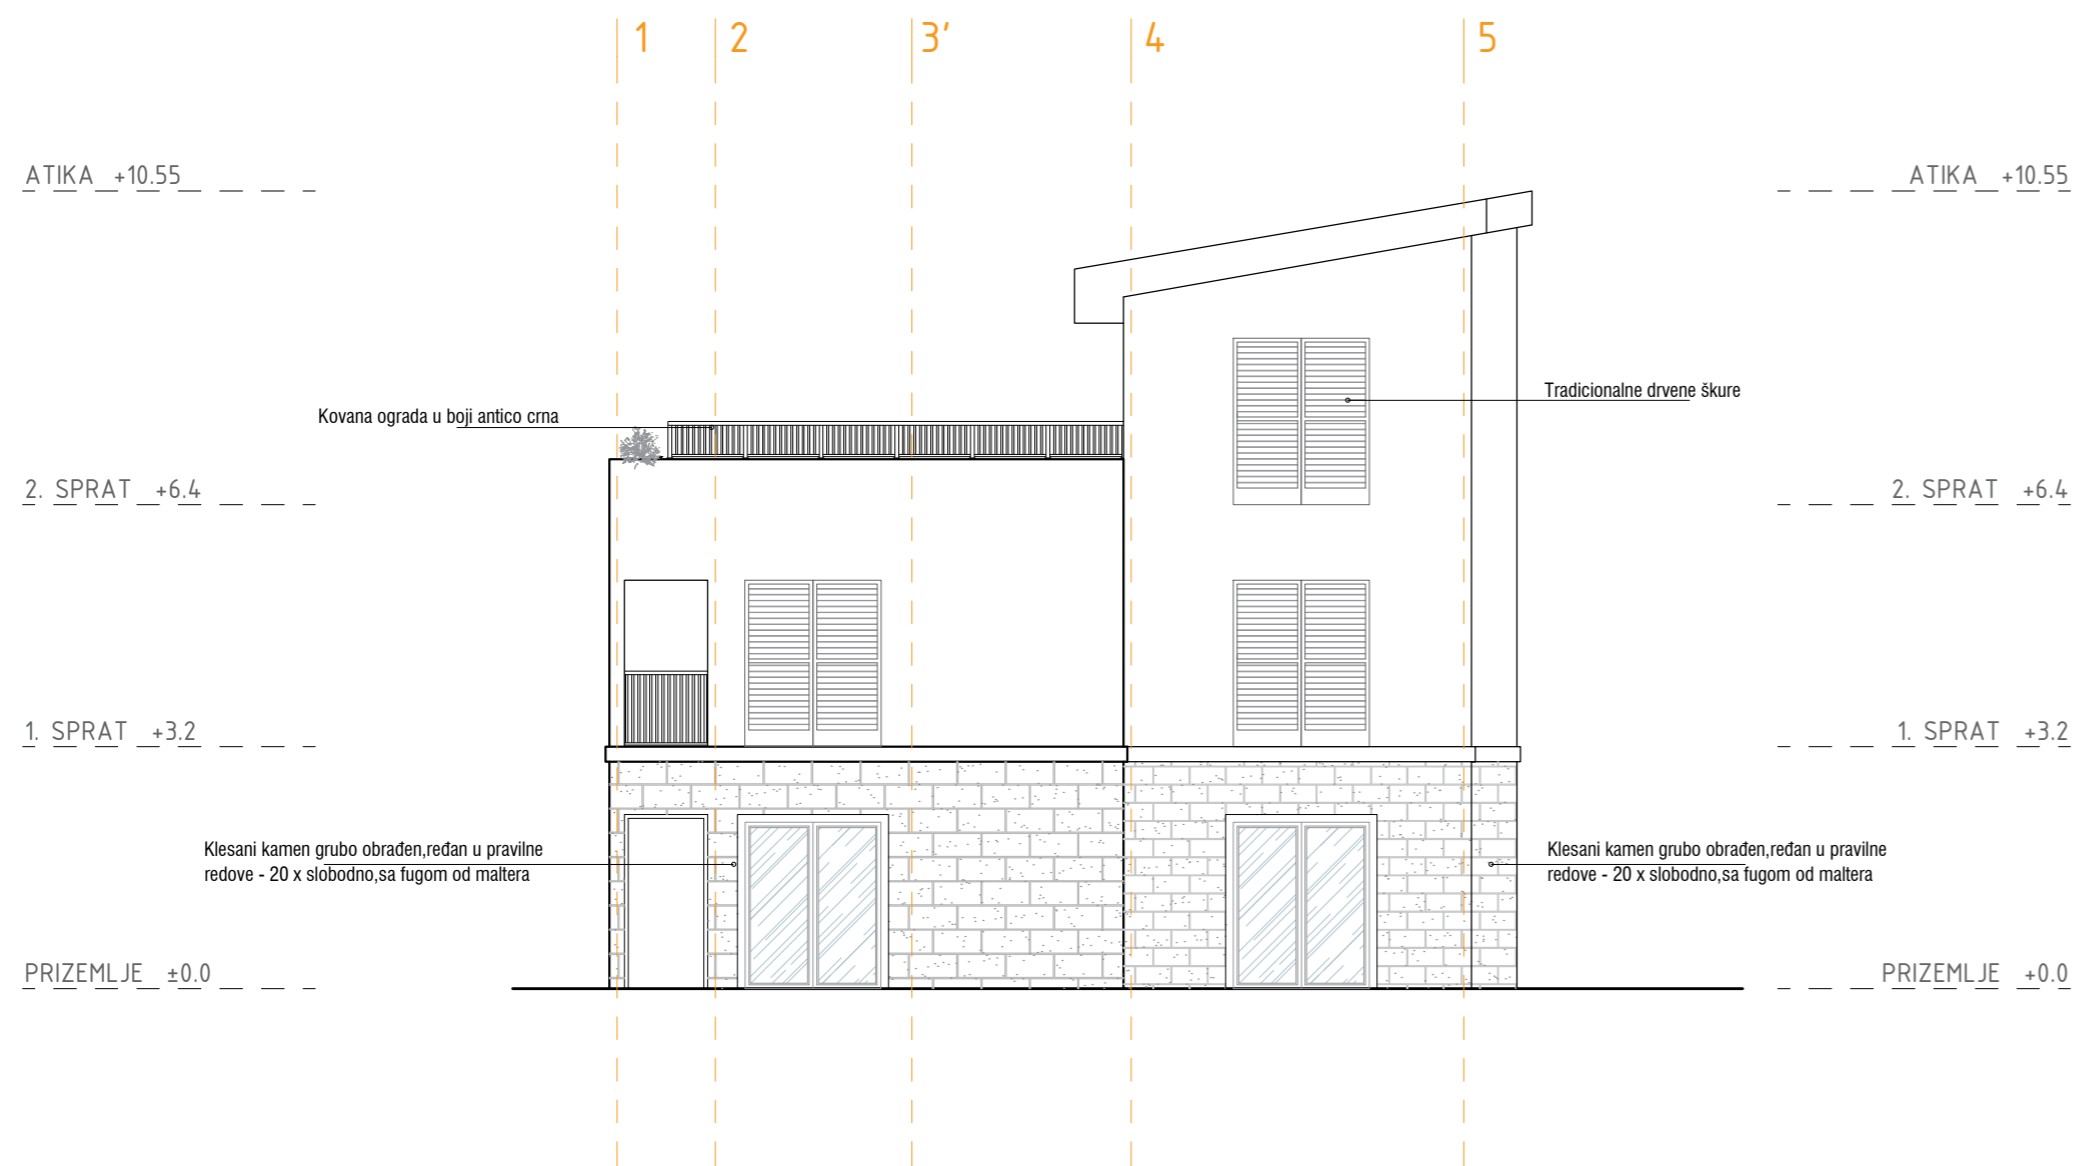 1 2 3' 4 5
ATIKA +10.55
ATIKA +10.55
Tradicionalne drvene škure
Kovana ograda u boji antico crna
2. SPRAT +6.4
2. SPRAT +6.4
1. SPRAT +3.2
1. SPRAT +3.2
Klesani kamen grubo obrađen,ređan u pravilne
redove - 20 x slobodno,sa fugom od maltera
Klesani kamen grubo obrađen,ređan u pravilne
redove - 20 x slobodno,sa fugom od maltera
PRIZEMLJE ±0.0
PRIZEMLJE +0.0